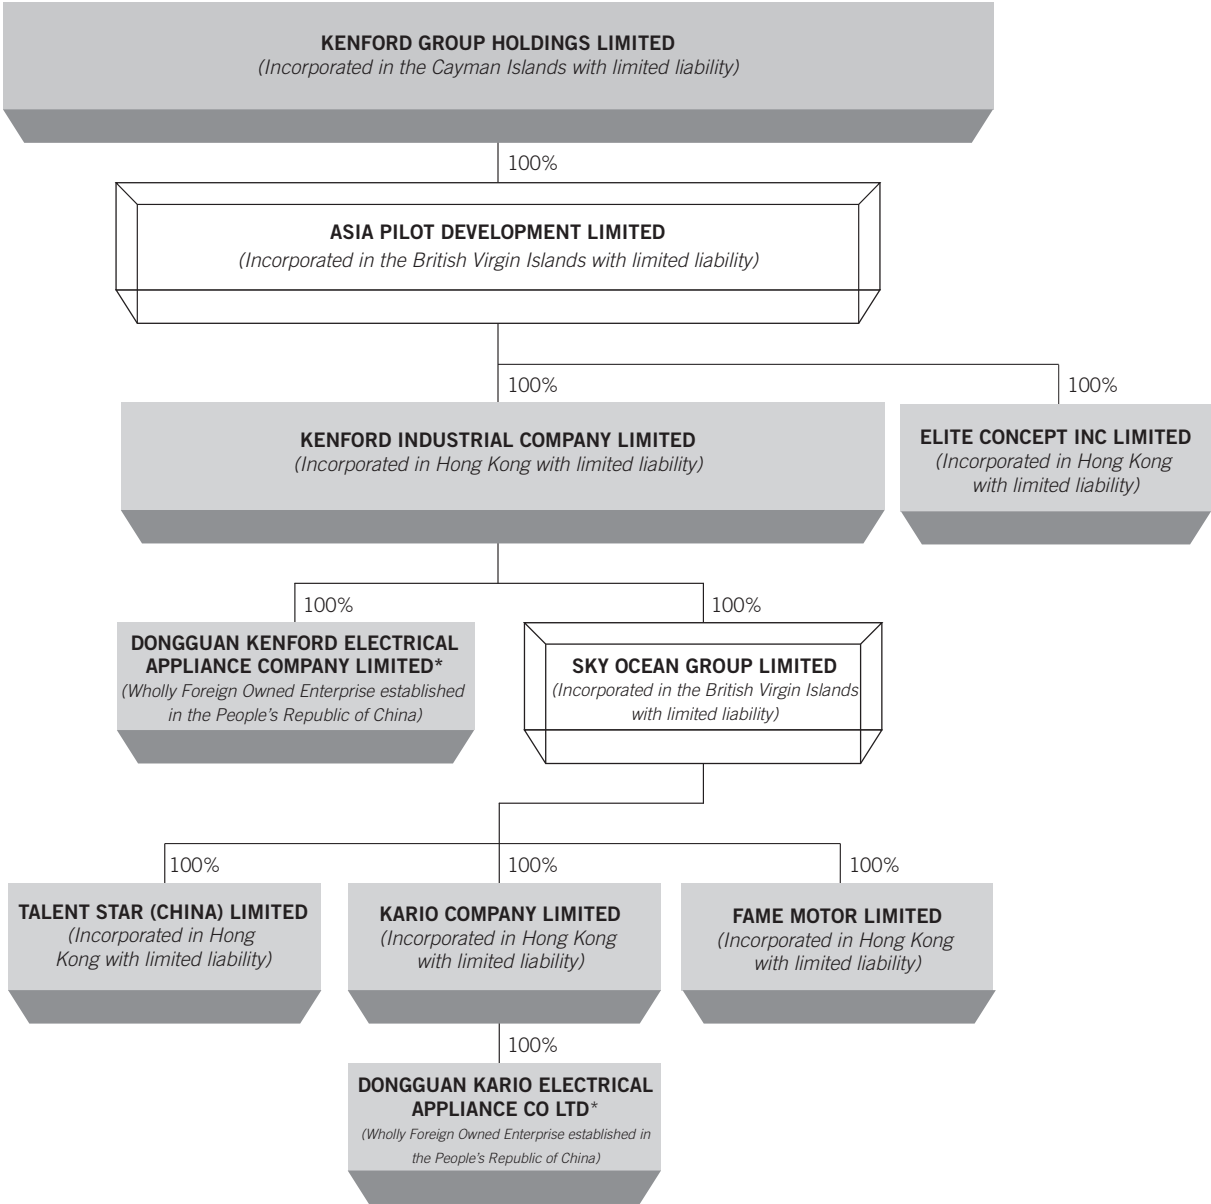 KENFORD GROUP HOLDINGS LIMITED
(Incorporated in the Cayman Islands with limited liability)
100%
ASIA PILOT DEVELOPMENT LIMITED
(Incorporated in the British Virgin Islands with limited liability)
100%
100%
KENFORD INDUSTRIAL COMPANY LIMITED
(Incorporated in Hong Kong with limited liability)
ELITE CONCEPT INC LIMITED
(Incorporated in Hong Kong
with limited liability)
100%
100%
DONGGUAN KENFORD ELECTRICAL
APPLIANCE COMPANY LIMITED*
(Wholly Foreign Owned Enterprise established
in the People's Republic of China)
SKY OCEAN GROUP LIMITED
(Incorporated in the British Virgin Islands
with limited liability)
100%
100%
100%
TALENT STAR (CHINA) LIMITED
(Incorporated in Hong
Kong with limited liability)
KARIO COMPANY LIMITED
(Incorporated in Hong Kong
with limited liability)
FAME MOTOR LIMITED
(Incorporated in Hong Kong
with limited liability)
100%
DONGGUAN KARIO ELECTRICAL
APPLIANCE CO LTD*
(Wholly Foreign Owned Enterprise established in
the People's Republic of China)